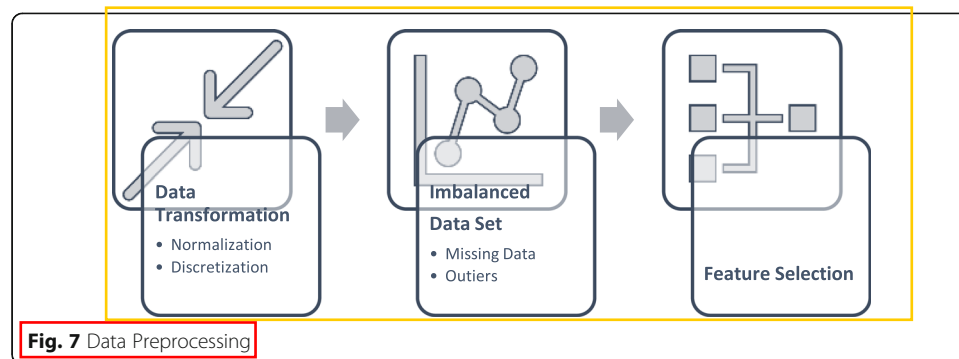 Data
Transformation
• Normalization
• Discretization
Imbalanced
Data Set
• Missing Data
• Outiers
Feature Selection
Fig. 7 Data Preprocessing